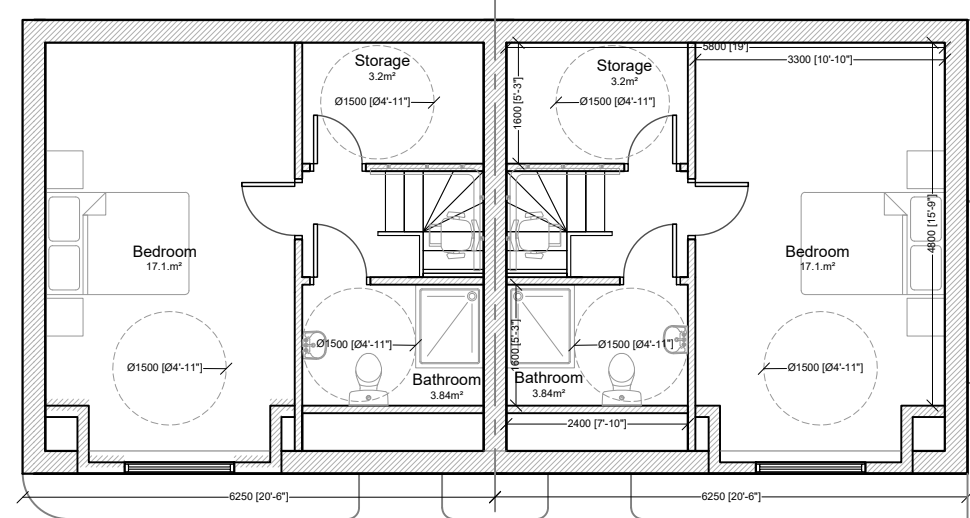 5800 [19']
3300 [10'-10"]
Storage
3.2m²
Ø1500 [Ø4'-11"]
Storage
3.2m²
Ø1500 [Ø4'-11"]
1600 [5'-3"]
4800 [15'-9"]
Bedroom
17.1.m²
Bedroom
17.1.m²
Ø1500 [Ø4'-11"]
Ø1500 [Ø4'-11"]
1600 [5'-3"]
Ø1500 [Ø4'-11"]
Ø1500 [Ø4'-11"]
Bathroom
3.84m²
Bathroom
3.84m²
2400 [7'-10"]
6250 [20'-6"]
6250 [20'-6"]